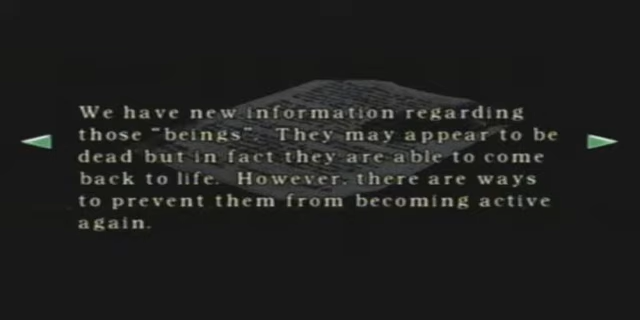 We have new information regarding
those "beings". They may appear to be
dead but in fact they are able to come
back to life. However, there are ways
to prevent them from becoming active
again.